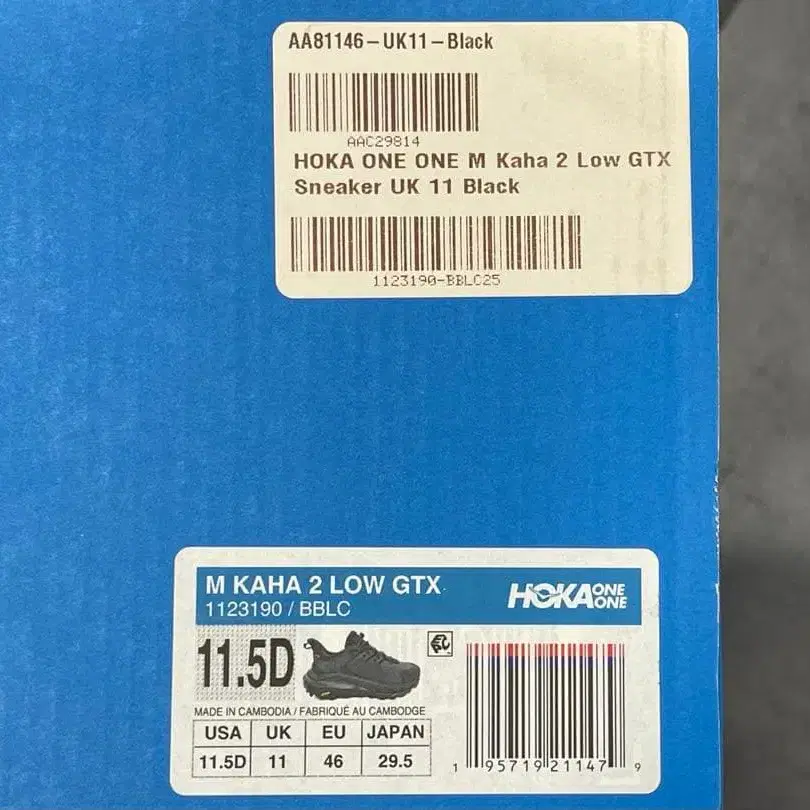 AA81146-UK11-Black
AAC29814
HOKA ONE ONE M Kaha 2 Low GTX
Sneaker UK 11 Black
1123190-BBLC25
M KAHA 2 LOW GTX
1123190 / BBLC
HOKA ONE ONE
11.5D
MADE IN CAMBODIA / FABRIQUÉ AU CAMBODGE
USA UK EU JAPAN
11.5D 11 46 29.5
1 95719 21147 9